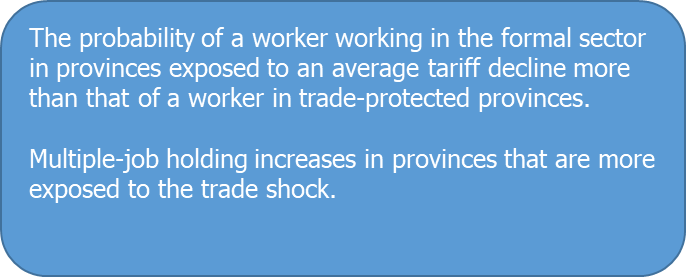 The probability of a worker working in the formal sector
in provinces exposed to an average tariff decline more
than that of a worker in trade-protected provinces.
Multiple-job holding increases in provinces that are more
exposed to the trade shock.